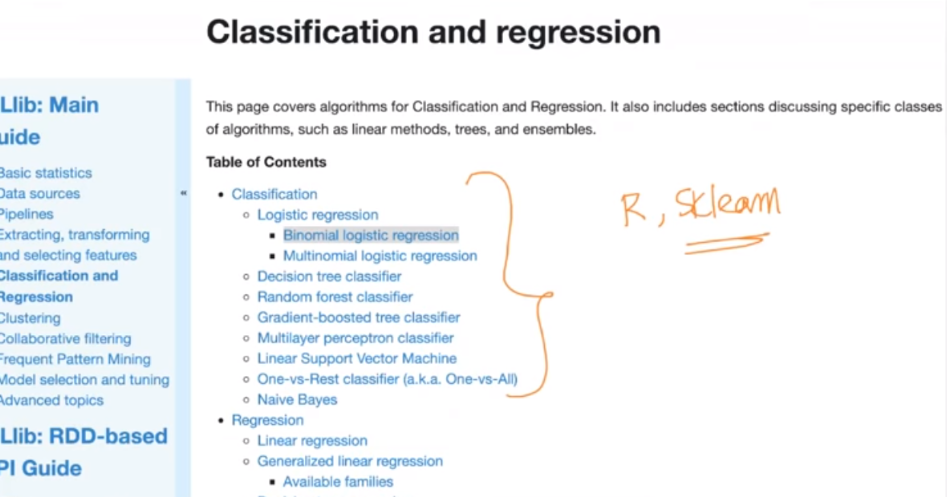 Classification and regression
Llib: Main
uide
Basic statistics
Data sources
Pipelines
Extracting, transforming
and selecting features
Classification and
Regression
Clustering
Collaborative filtering
Frequent Pattern Mining
Model selection and tuning
Advanced topics
Llib: RDD-based
PI Guide
«
This page covers algorithms for Classification and Regression. It also includes sections discussing specific classes
of algorithms, such as linear methods, trees, and ensembles.
Table of Contents
Classification
Logistic regression
Binomial logistic regression
Multinomial logistic regression
Decision tree classifier
Random forest classifier
Gradient-boosted tree classifier
Multilayer perceptron classifier
Linear Support Vector Machine
One-vs-Rest classifier (a.k.a. One-vs-All)
Naive Bayes
Regression
Linear regression
Generalized linear regression
Available families
R, Sklearn